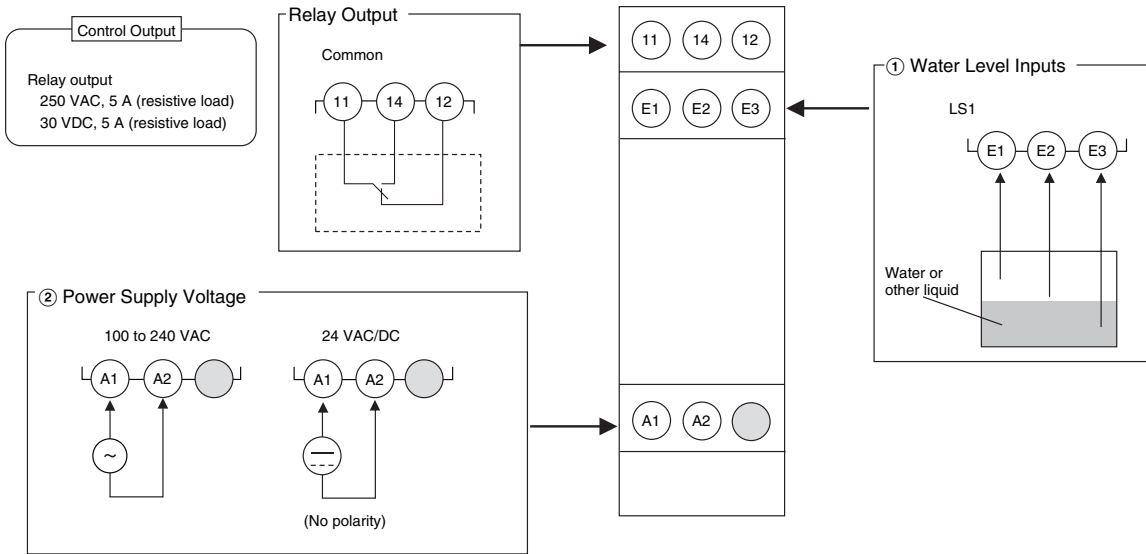 Control Output
Relay output
250 VAC, 5 A (resistive load)
30 VDC, 5 A (resistive load)
Relay Output
Common
11 14 12
11 14 12
E1 E2 E3
① Water Level Inputs
LS1
E1 E2 E3
Water or
other liquid
② Power Supply Voltage
100 to 240 VAC
A1 A2
~
24 VAC/DC
A1 A2
(No polarity)
A1 A2